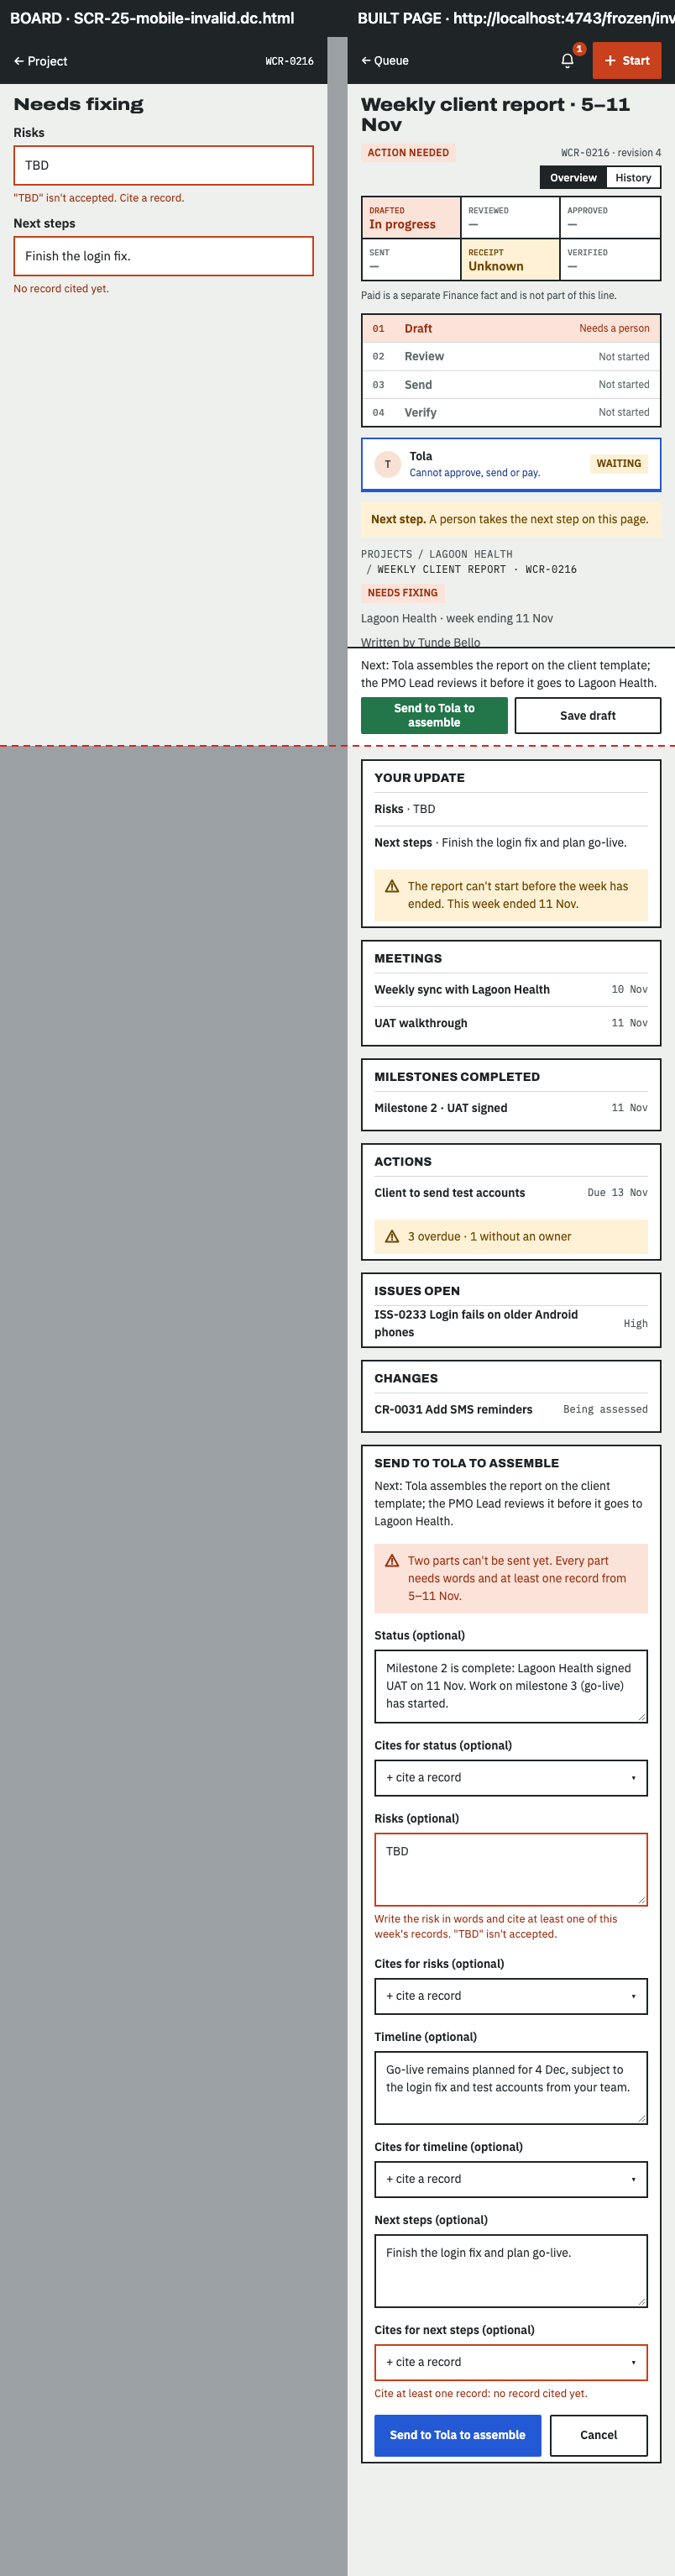 BOARD · SCR-25-mobile-invalid.dc.html
← Project
WCR-0216
Needs fixing
Risks
TBD
"TBD" isn't accepted. Cite a record.
Next steps
Finish the login fix.
No record cited yet.
BUILT PAGE · http://localhost:4743/frozen/inv
← Queue
1
+ Start
Weekly client report · 5–11
Nov
ACTION NEEDED
WCR-0216 · revision 4
Overview
History
DRAFTED
In progress
REVIEWED
—
APPROVED
—
SENT
—
RECEIPT
Unknown
VERIFIED
—
Paid is a separate Finance fact and is not part of this line.
01 Draft Needs a person
02 Review Not started
03 Send Not started
04 Verify Not started
T
Tola
Cannot approve, send or pay.
WAITING
Next step. A person takes the next step on this page.
PROJECTS / LAGOON HEALTH
/ WEEKLY CLIENT REPORT · WCR-0216
NEEDS FIXING
Lagoon Health · week ending 11 Nov
Written by Tunde Bello
Next: Tola assembles the report on the client template;
the PMO Lead reviews it before it goes to Lagoon Health.
Send to Tola to
assemble
Save draft
YOUR UPDATE
Risks · TBD
Next steps · Finish the login fix and plan go-live.
The report can't start before the week has
ended. This week ended 11 Nov.
MEETINGS
Weekly sync with Lagoon Health 10 Nov
UAT walkthrough 11 Nov
MILESTONES COMPLETED
Milestone 2 · UAT signed 11 Nov
ACTIONS
Client to send test accounts Due 13 Nov
3 overdue · 1 without an owner
ISSUES OPEN
ISS-0233 Login fails on older Android
phones
High
CHANGES
CR-0031 Add SMS reminders Being assessed
SEND TO TOLA TO ASSEMBLE
Next: Tola assembles the report on the client
template; the PMO Lead reviews it before it goes to
Lagoon Health.
Two parts can't be sent yet. Every part
needs words and at least one record from
5–11 Nov.
Status (optional)
Milestone 2 is complete: Lagoon Health signed
UAT on 11 Nov. Work on milestone 3 (go-live)
has started.
Cites for status (optional)
+ cite a record
Risks (optional)
TBD
Write the risk in words and cite at least one of this
week's records. "TBD" isn't accepted.
Cites for risks (optional)
+ cite a record
Timeline (optional)
Go-live remains planned for 4 Dec, subject to
the login fix and test accounts from your team.
Cites for timeline (optional)
+ cite a record
Next steps (optional)
Finish the login fix and plan go-live.
Cites for next steps (optional)
+ cite a record
Cite at least one record: no record cited yet.
Send to Tola to assemble
Cancel